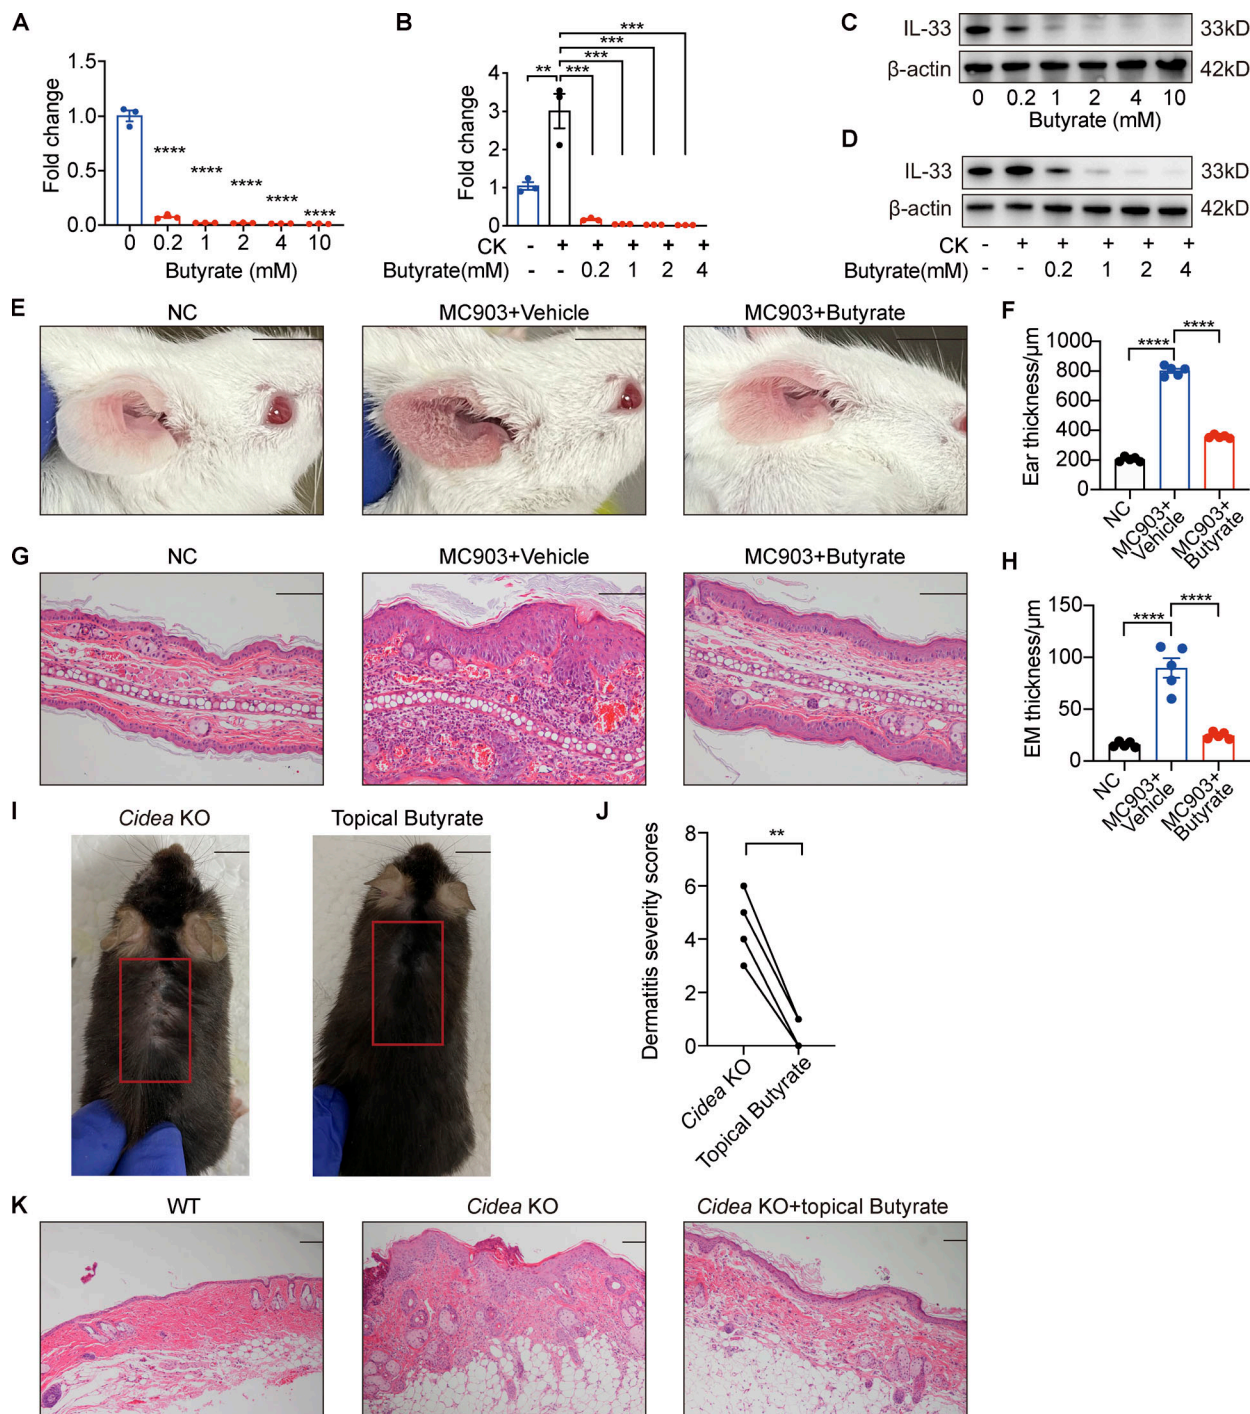 A
Fold change
1.5
1.0
0.5
0.0
****
****
****
****
****
0 0.2 1 2 4 10
Butyrate (mM)
B
Fold change
4
3
2
1
0
**
***
***
***
***
CK - + + + + +
Butyrate(mM) - - 0.2 1 2 4
C
IL-33 33kD
β-actin 42kD
0 0.2 1 2 4 10
Butyrate (mM)
D
IL-33 33kD
β-actin 42kD
CK - + + + + +
Butyrate(mM) - - 0.2 1 2 4
E
NC MC903+Vehicle MC903+Butyrate
F
Ear thickness/µm
1000
800
600
400
200
0
**** ****
NC
MC903+
Vehicle
MC903+
Butyrate
G
NC MC903+Vehicle MC903+Butyrate
H
EM thickness/µm
150
100
50
0
**** ****
NC
MC903+
Vehicle
MC903+
Butyrate
I
Cidea KO Topical Butyrate
J
Dermatitis severity scores
8
6
4
2
0
**
Cidea KO
Topical Butyrate
K
WT Cidea KO Cidea KO+topical Butyrate